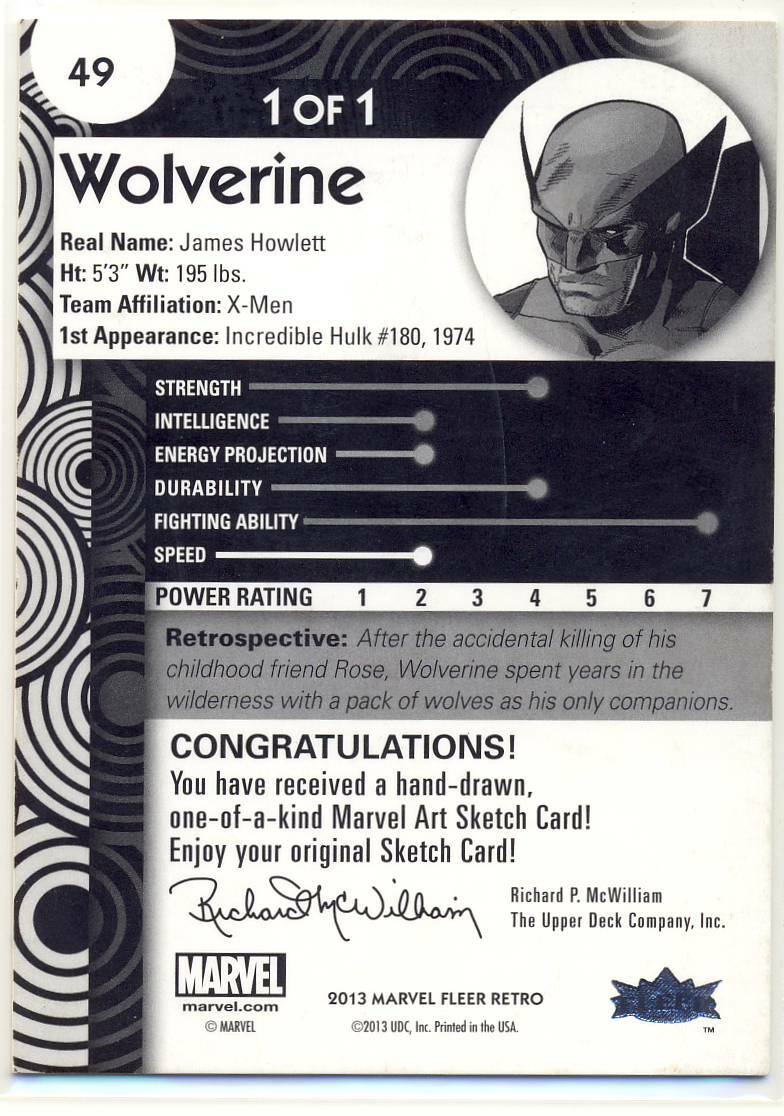 49
1 OF 1
Wolverine
Real Name: James Howlett
Ht: 5'3” Wt: 195 lbs.
Team Affiliation: X-Men
1st Appearance: Incredible Hulk #180, 1974
STRENGTH
INTELLIGENCE
ENERGY PROJECTION
DURABILITY
FIGHTING ABILITY
SPEED
POWER RATING 1 2 3 4 5 6 7
Retrospective: After the accidental killing of his
childhood friend Rose, Wolverine spent years in the
wilderness with a pack of wolves as his only companions.
CONGRATULATIONS!
You have received a hand-drawn,
one-of-a-kind Marvel Art Sketch Card!
Enjoy your original Sketch Card!
Richard McWilliam
Richard P. McWilliam
The Upper Deck Company, Inc.
MARVEL
marvel.com
© MARVEL
2013 MARVEL FLEER RETRO
©2013 UDC, Inc. Printed in the USA.
FLEER
™